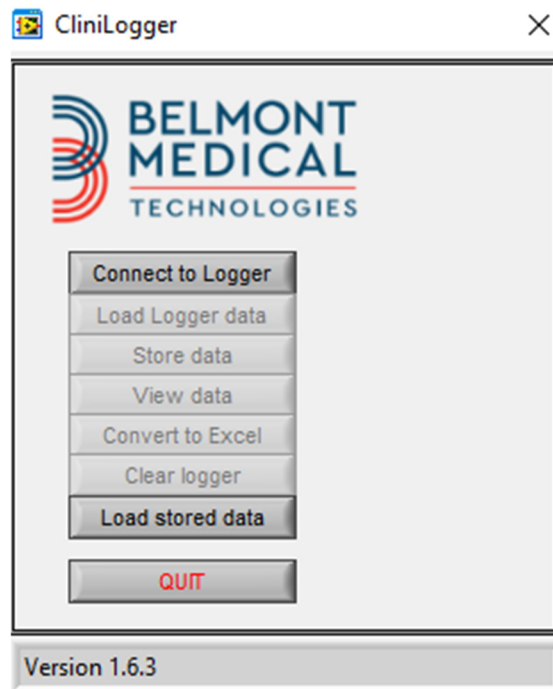 CliniLogger
BELMONT
MEDICAL
TECHNOLOGIES
Connect to Logger
Load Logger data
Store data
View data
Convert to Excel
Clear logger
Load stored data
QUIT
Version 1.6.3